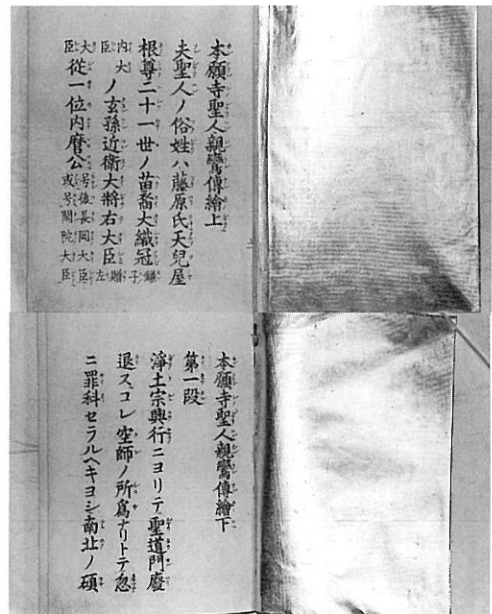 本願寺聖人親鸞傳繪上
夫聖人ノ俗姓ハ藤原氏天兒屋
根尊二十一世ノ苗裔大織冠鎌子
内大臣ノ玄孫近衛大將右大臣贈左
大臣從一位内麿公号後長岡大臣或号閑院大臣
本願寺聖人親鸞傳繪下
第一段
淨土宗興行ニヨリテ聖道門廢
退スコレ空師ノ所爲ナリトテ忽
ニ罪科セラルヘキヨシ南北ノ碩